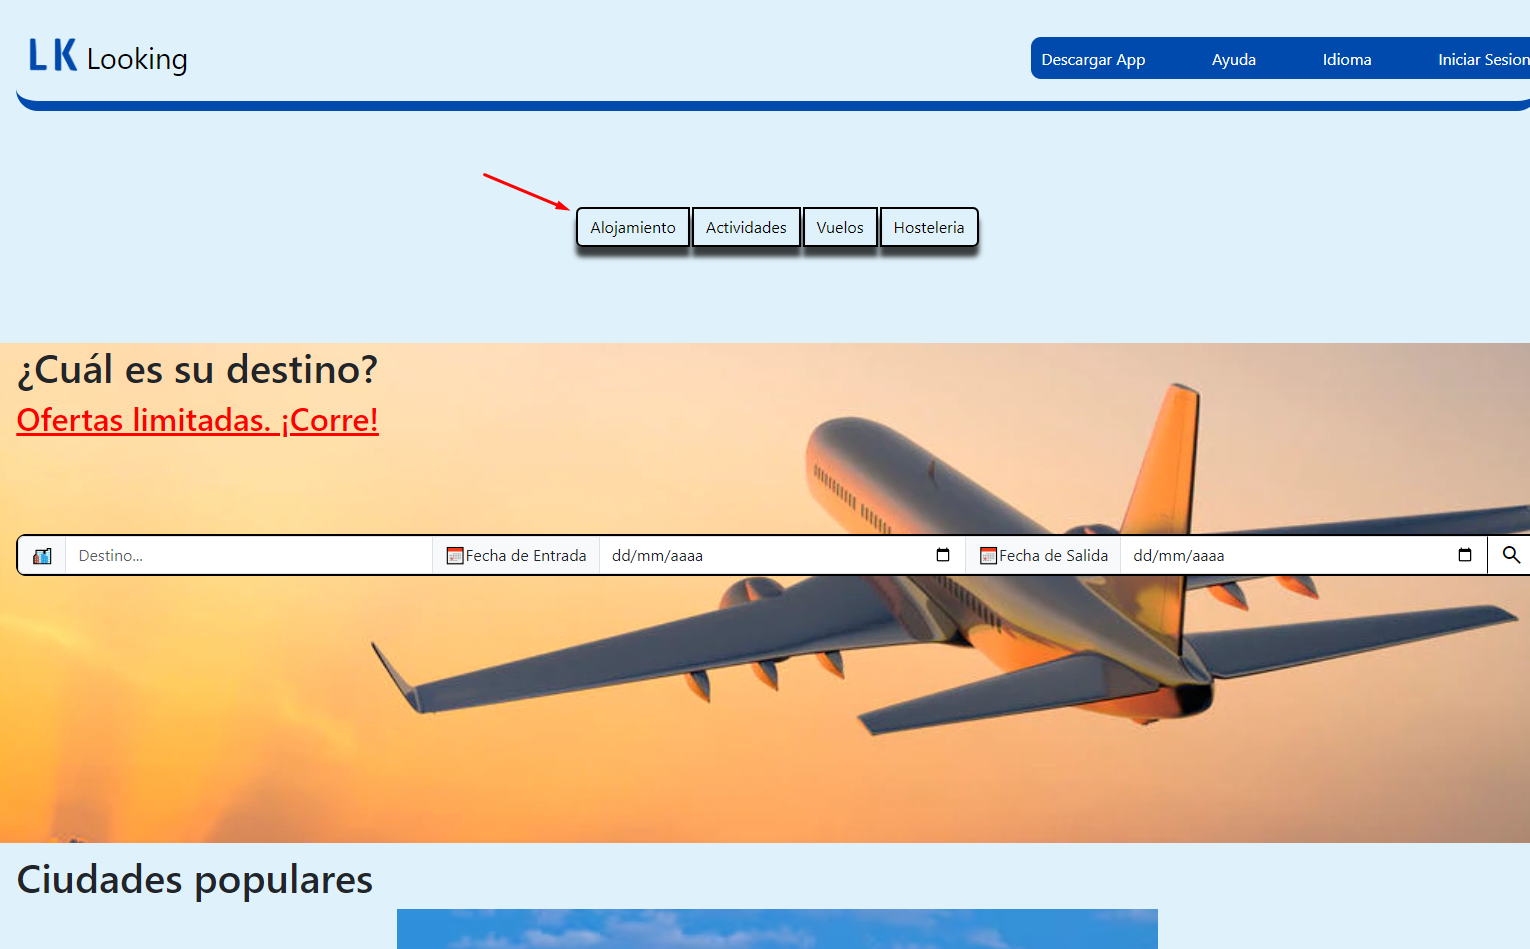 LK Looking
Descargar App Ayuda Idioma Iniciar Sesion
Alojamiento Actividades Vuelos Hosteleria
¿Cuál es su destino?
Ofertas limitadas. ¡Corre!
Destino... Fecha de Entrada dd/mm/aaaa Fecha de Salida dd/mm/aaaa
Ciudades populares